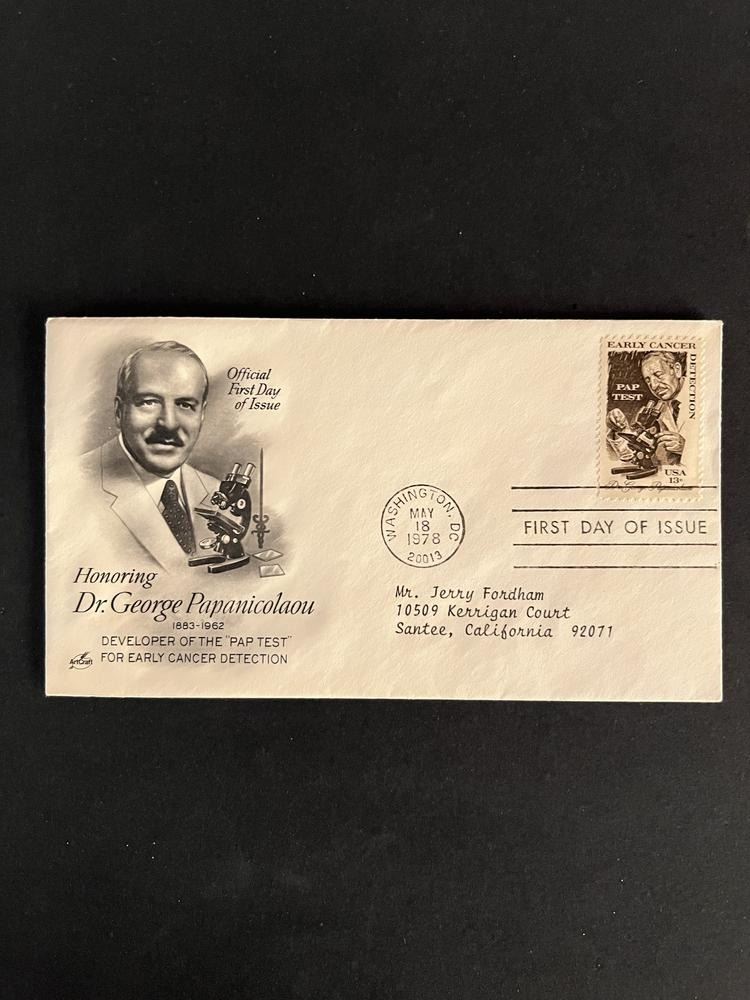 Official
First Day
of Issue
Honoring
Dr. George Papanicolaou
1883-1962
DEVELOPER OF THE "PAP TEST"
FOR EARLY CANCER DETECTION
ArtCraft
EARLY CANCER
DETECTION
PAP
TEST
USA
13c
WASHINGTON, DC
MAY
18
1978
20013
FIRST DAY OF ISSUE
Mr. Jerry Fordham
10509 Kerrigan Court
Santee, California 92071